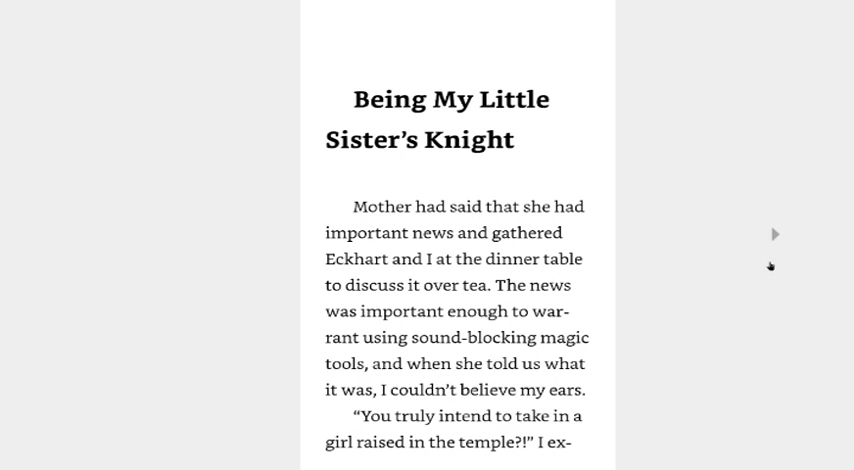 Being My Little
Sister’s Knight
Mother had said that she had
important news and gathered
Eckhart and I at the dinner table
to discuss it over tea. The news
was important enough to war-
rant using sound-blocking magic
tools, and when she told us what
it was, I couldn’t believe my ears.
“You truly intend to take in a
girl raised in the temple?!” I ex-